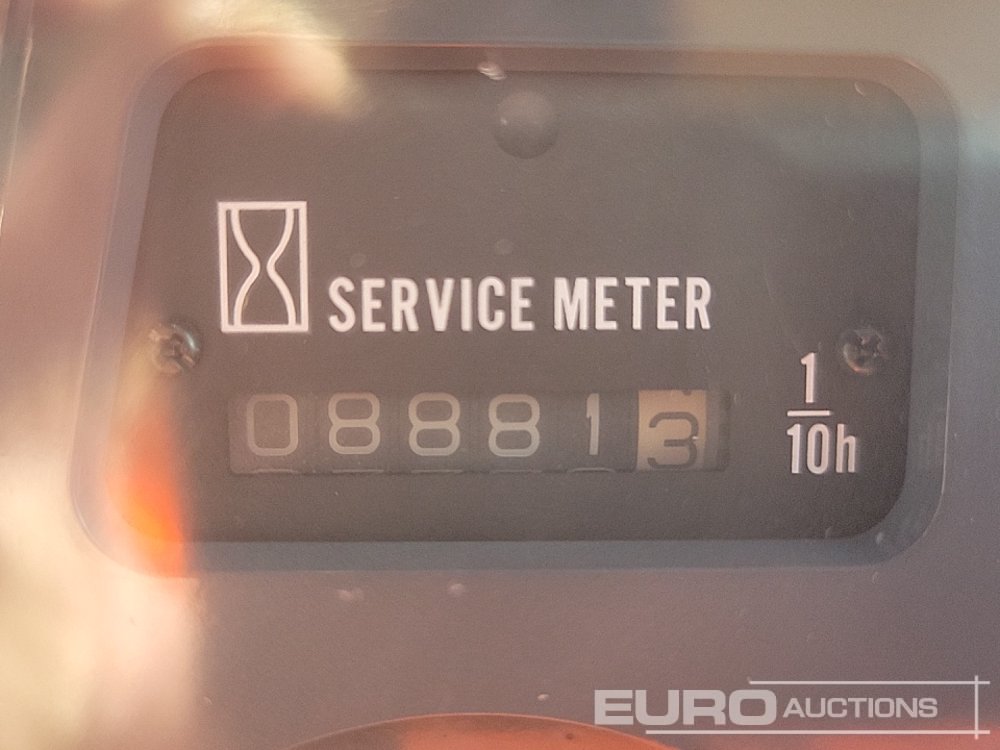 SERVICE METER
088813
1
10h
EURO AUCTIONS